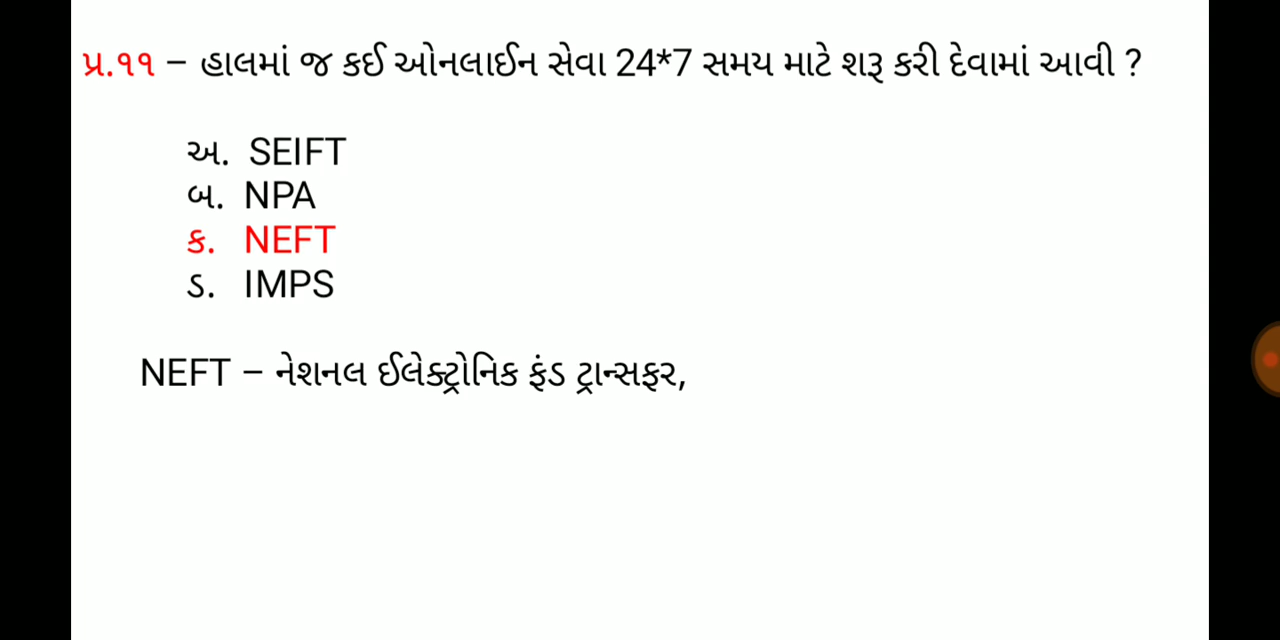 પ્ર.૧૧ – હાલમાં જ કઈ ઓનલાઈન સેવા 24*7 સમય માટે શરૂ કરી દેવામાં આવી ?
અ. SEIFT
બ. NPA
ક. NEFT
ડ. IMPS
NEFT – નેશનલ ઈલેક્ટ્રોનિક ફંડ ટ્રાન્સફર,